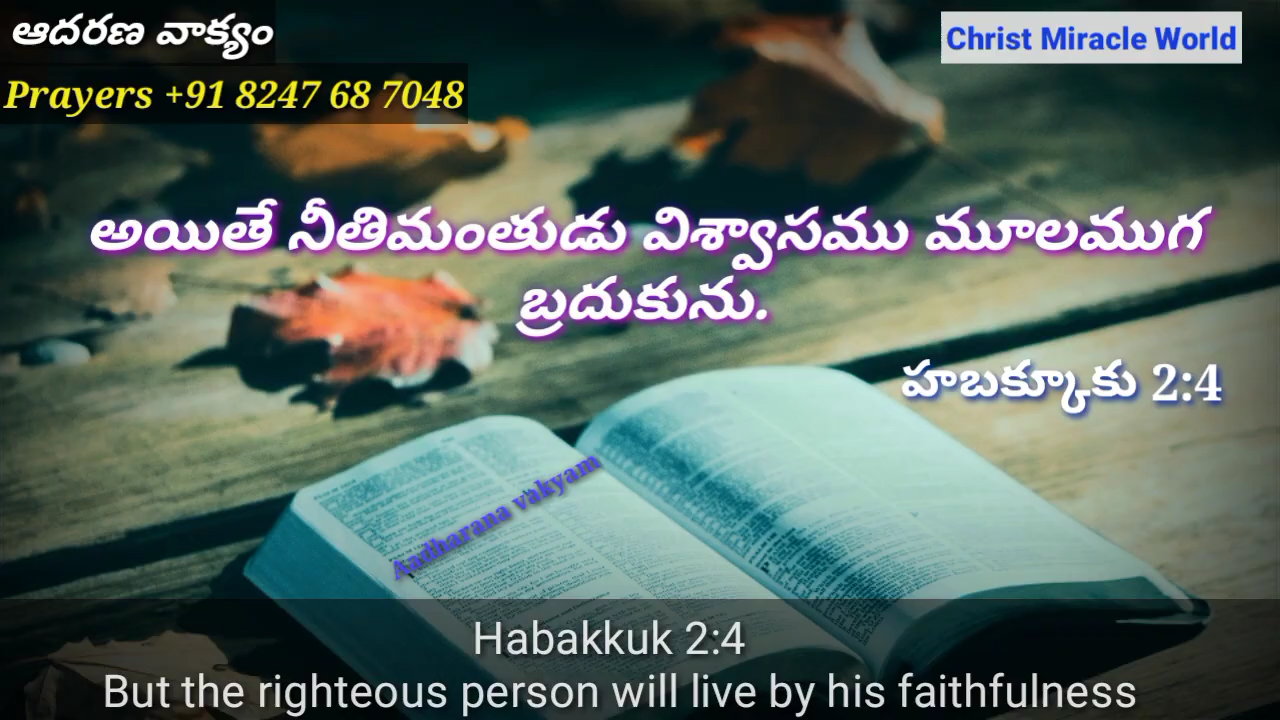 ఆదరణ వాక్యం
Christ Miracle World
Prayers +91 8247 68 7048
అయితే నీతిమంతుడు విశ్వాసము మూలముగ
బ్రదుకును.
హబక్కూకు 2:4
Aadharana vakyam
Habakkuk 2:4
But the righteous person will live by his faithfulness